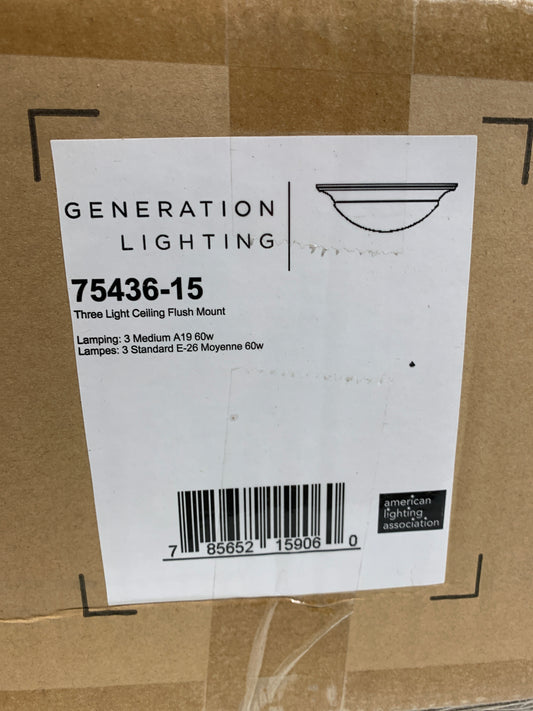 GENERATION
LIGHTING
75436-15
Three Light Ceiling Flush Mount
Lamping: 3 Medium A19 60w
Lampes: 3 Standard E-26 Moyenne 60w
american
lighting
association
7 85652 15906 0